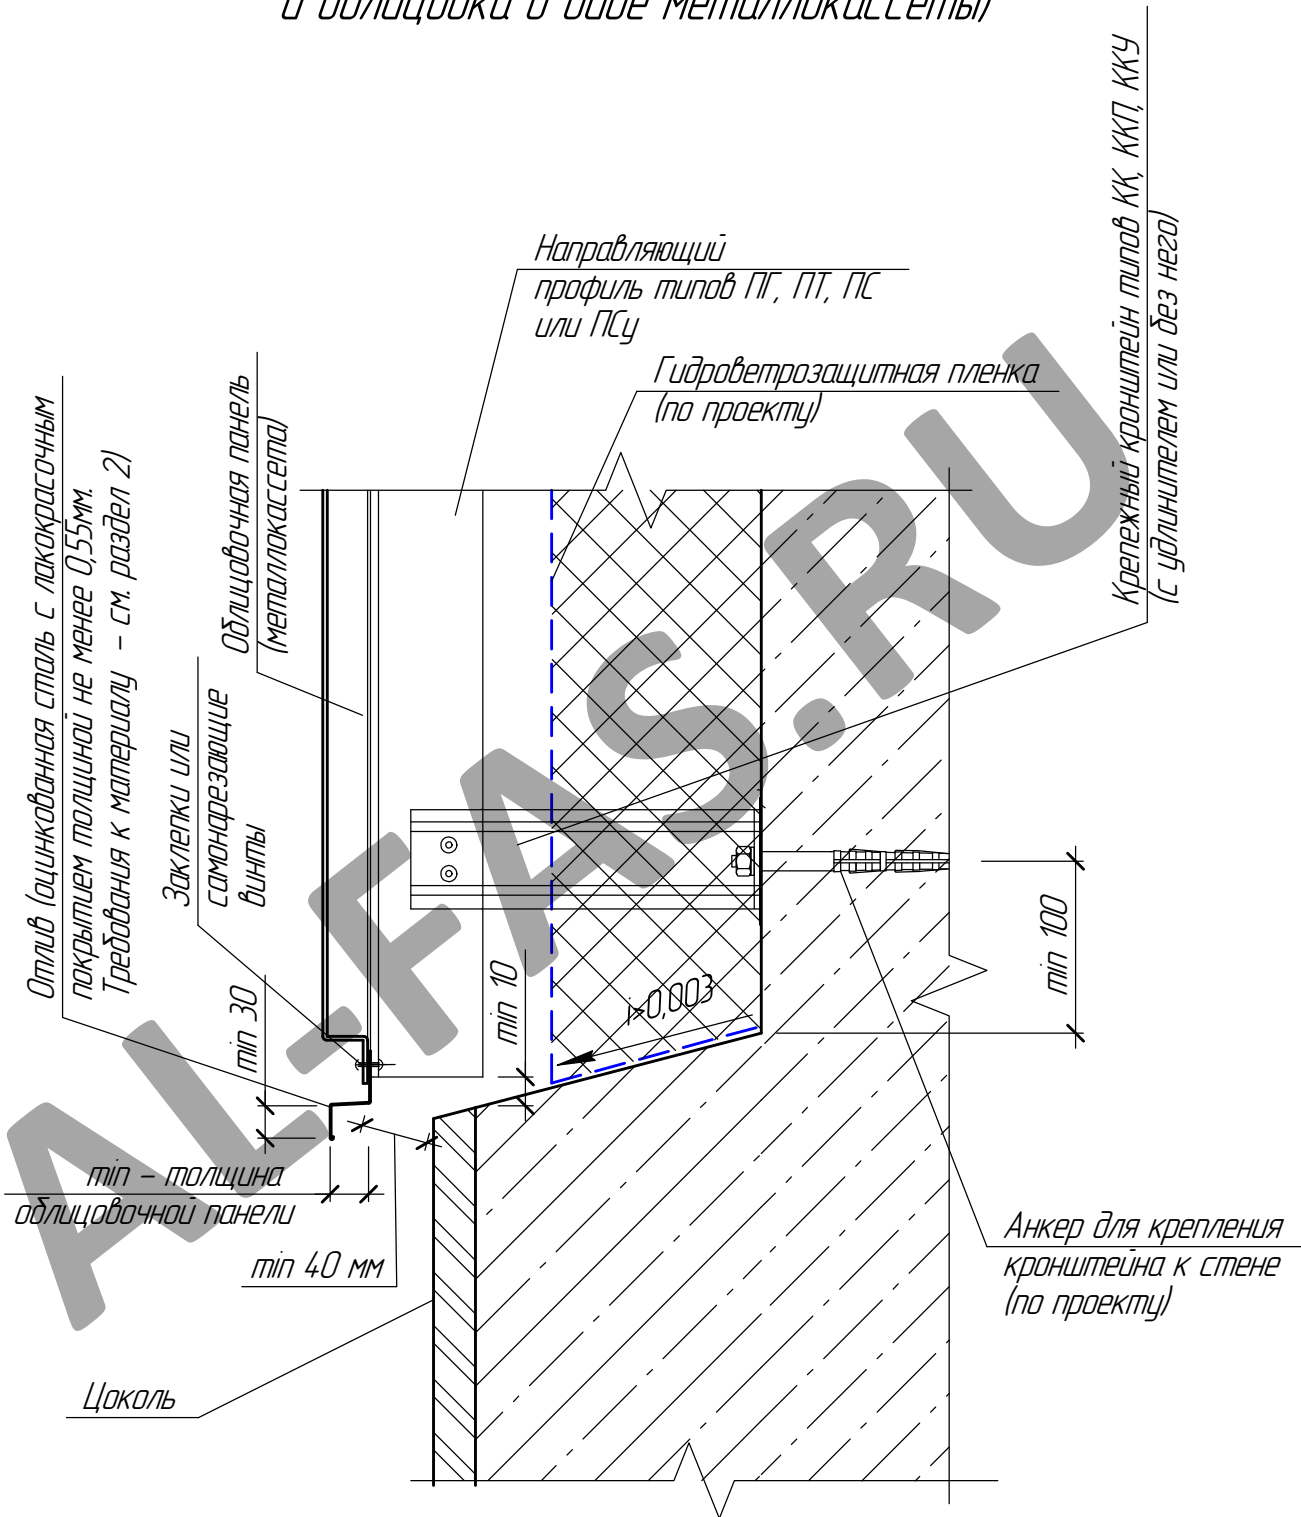 и облицовки в виде металлокассеты)
Направляющий
профиль типов ПГ, ПТ, ПС
или ПСу
Гидроветрозащитная пленка
(по проекту)
Крепежный кронштейн типов КК, ККП, ККУ
(с удлинителем или без него)
Отлив (оцинкованная сталь с лакокрасочным
покрытием толщиной не менее 0,55мм.
Требования к материалу - см. раздел 2)
Облицовочная панель
(металлокассета)
Заклепки или
самонарезающие
винты
min 30
min 10
i>0,003
min 100
min - толщина
облицовочной панели
min 40 мм
Анкер для крепления
кронштейна к стене
(по проекту)
Цоколь
AL-FAS.RU